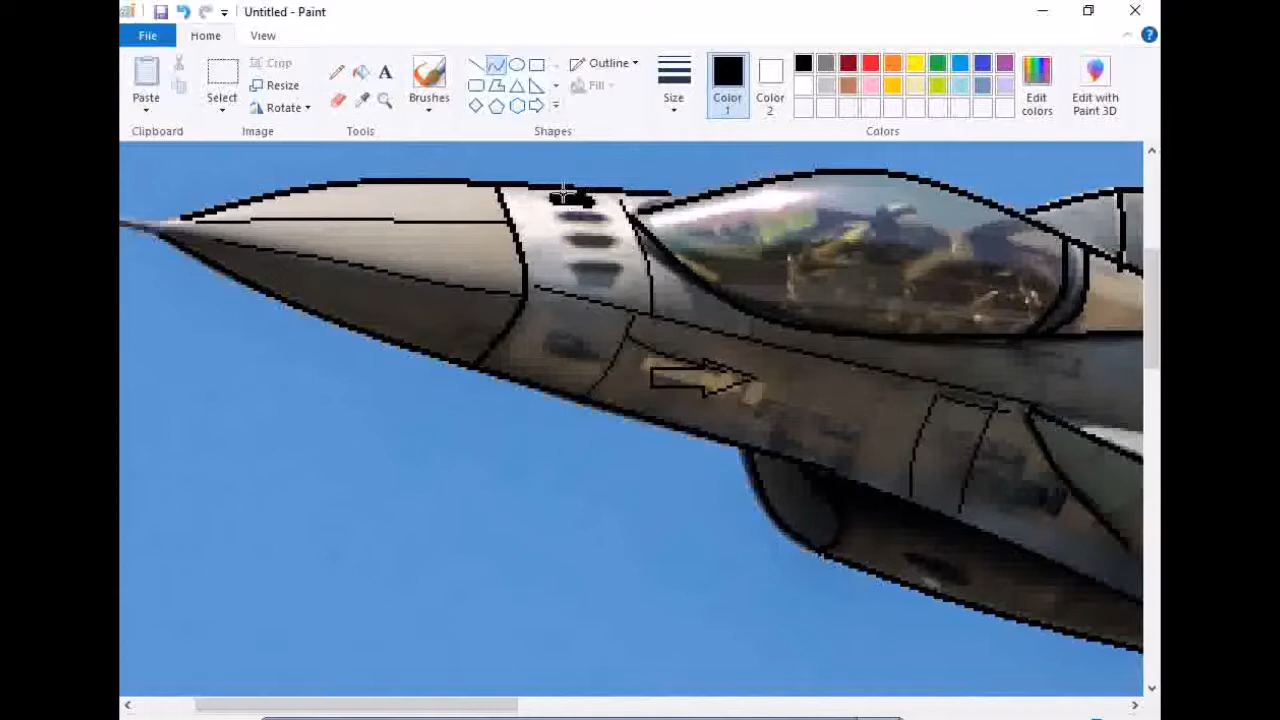 Untitled - Paint
File Home View
Paste
Crop
Resize
Rotate
Select
A
Brushes
Outline
Fill
Size
Color 1
Color 2
Edit colors
Edit with Paint 3D
Clipboard Image Tools Shapes Colors